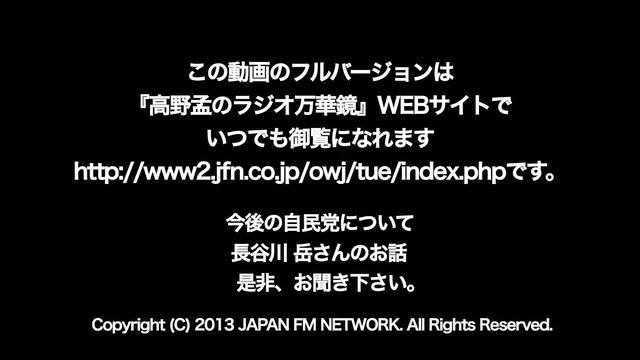 この動画のフルバージョンは
『高野孟のラジオ万華鏡』WEBサイトで
いつでも御覧になれます
http://www2.jfn.co.jp/owj/tue/index.phpです。
今後の自民党について
長谷川 岳さんのお話
是非、お聞き下さい。
Copyright (C) 2013 JAPAN FM NETWORK. All Rights Reserved.